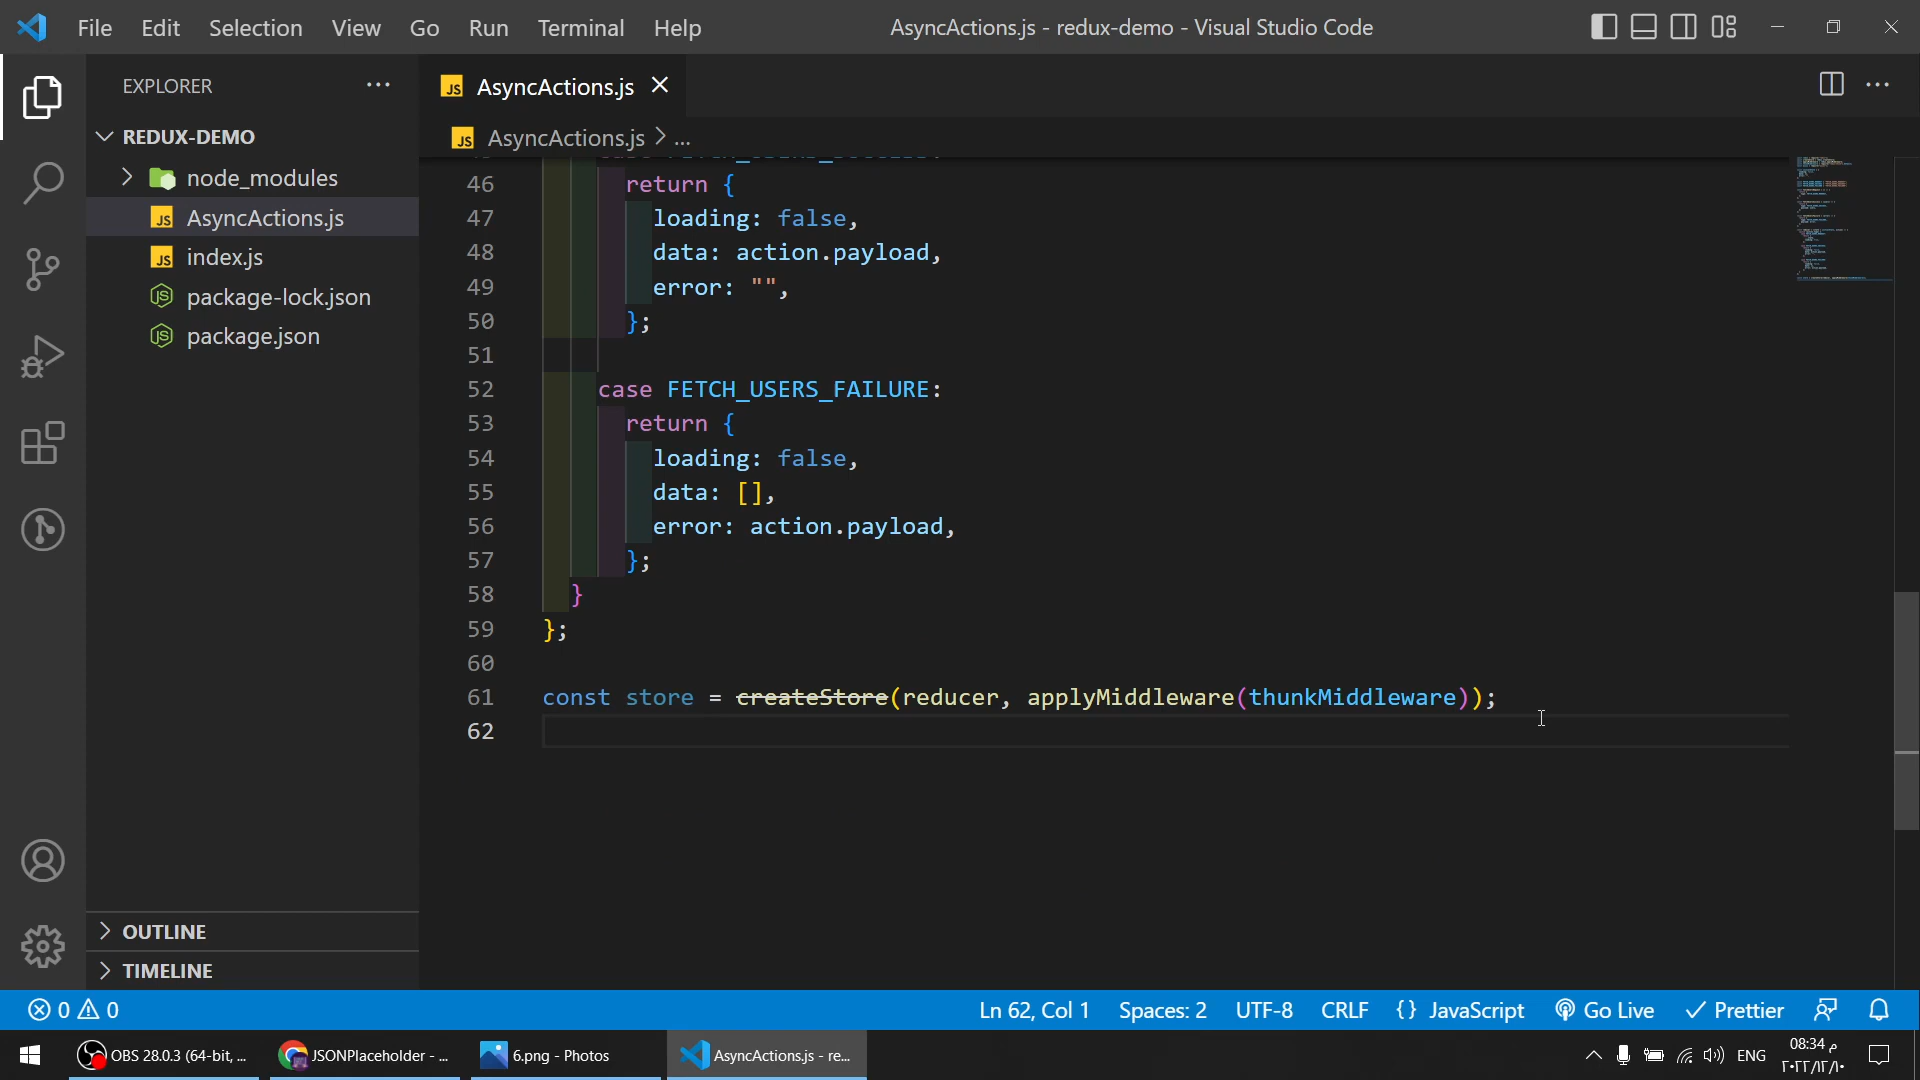 File Edit Selection View Go Run Terminal Help
AsyncActions.js - redux-demo - Visual Studio Code
EXPLORER
REDUX-DEMO
node_modules
AsyncActions.js
index.js
package-lock.json
package.json
OUTLINE
TIMELINE
AsyncActions.js
AsyncActions.js > ...
46 return {
47 loading: false,
48 data: action.payload,
49 error: "",
50 };
51
52 case FETCH_USERS_FAILURE:
53 return {
54 loading: false,
55 data: [],
56 error: action.payload,
57 };
58 }
59 };
60
61 const store = createStore(reducer, applyMiddleware(thunkMiddleware));
62
0 0
Ln 62, Col 1 Spaces: 2 UTF-8 CRLF {} JavaScript Go Live Prettier
OBS 28.0.3 (64-bit, ...
JSONPlaceholder - ...
6.png - Photos
AsyncActions.js - re...
ENG
08:34 م